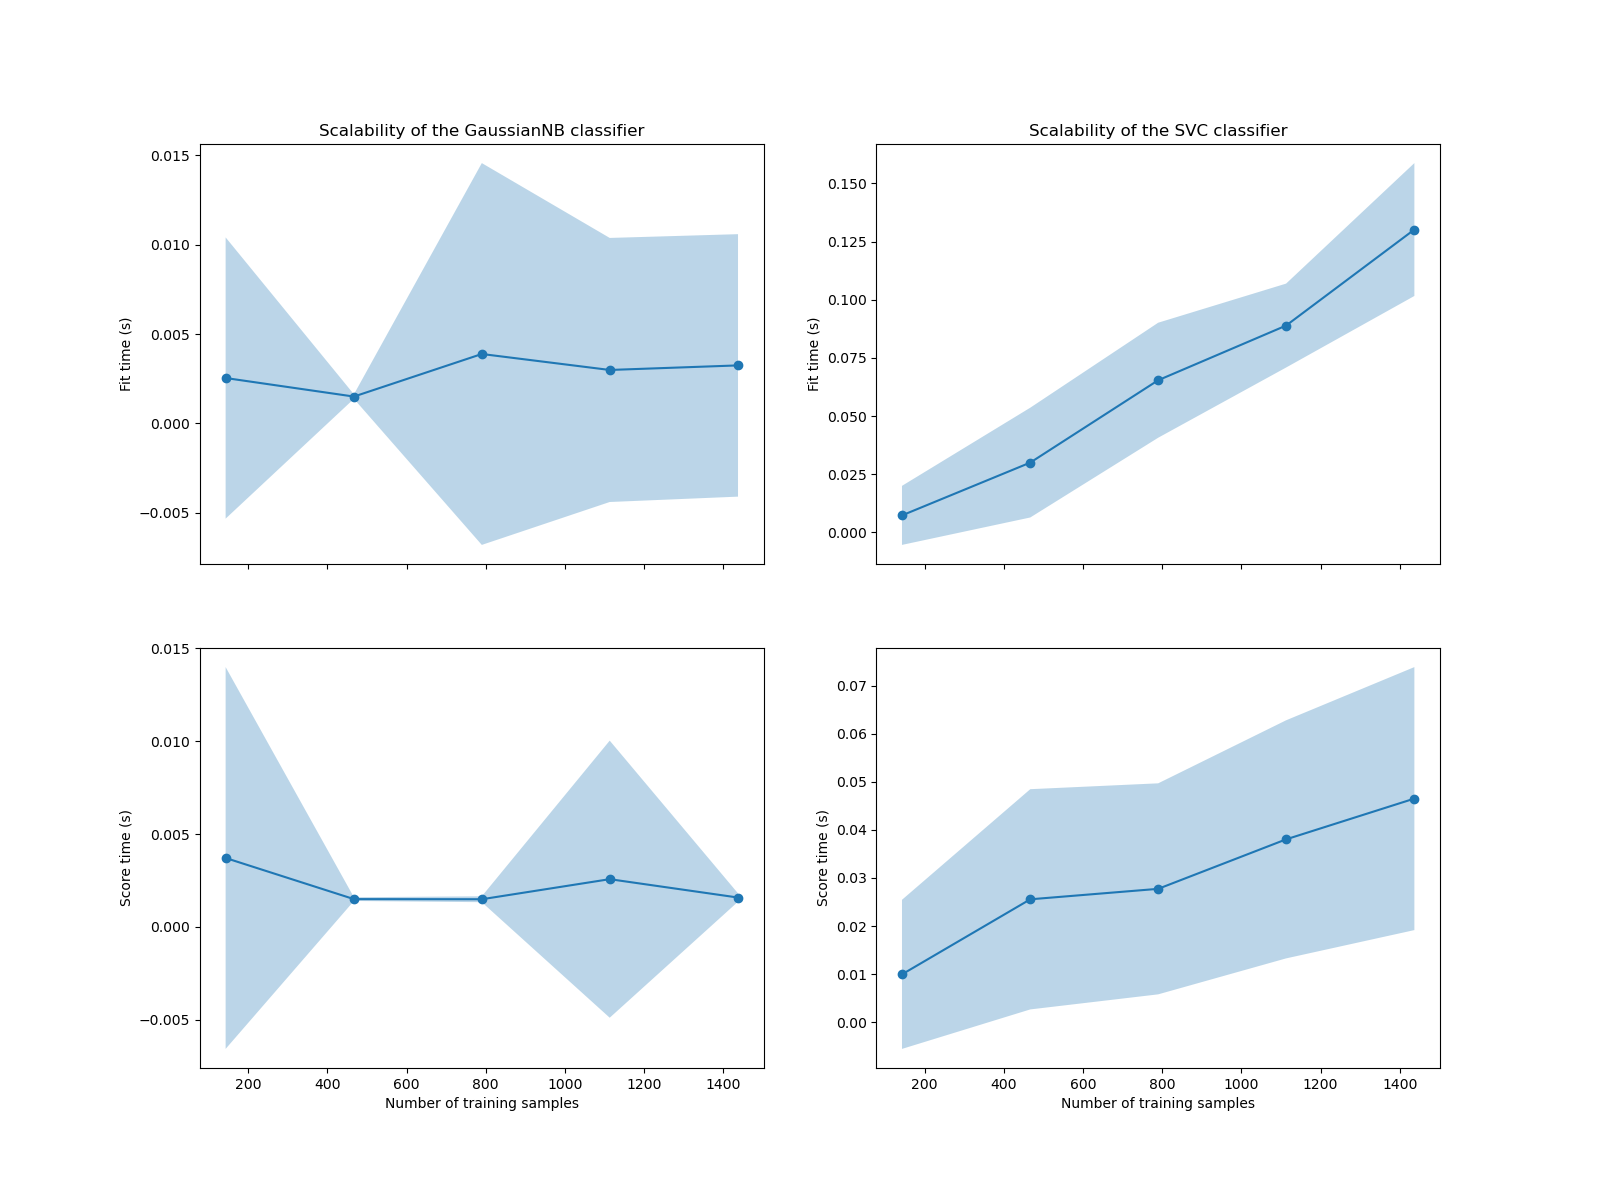 Scalability of the GaussianNB classifier
0.015
0.010
0.005
0.000
−0.005
Fit time (s)
Scalability of the SVC classifier
0.150
0.125
0.100
0.075
0.050
0.025
0.000
Fit time (s)
0.015
0.010
0.005
0.000
−0.005
Score time (s)
200 400 600 800 1000 1200 1400
Number of training samples
0.07
0.06
0.05
0.04
0.03
0.02
0.01
0.00
Score time (s)
200 400 600 800 1000 1200 1400
Number of training samples